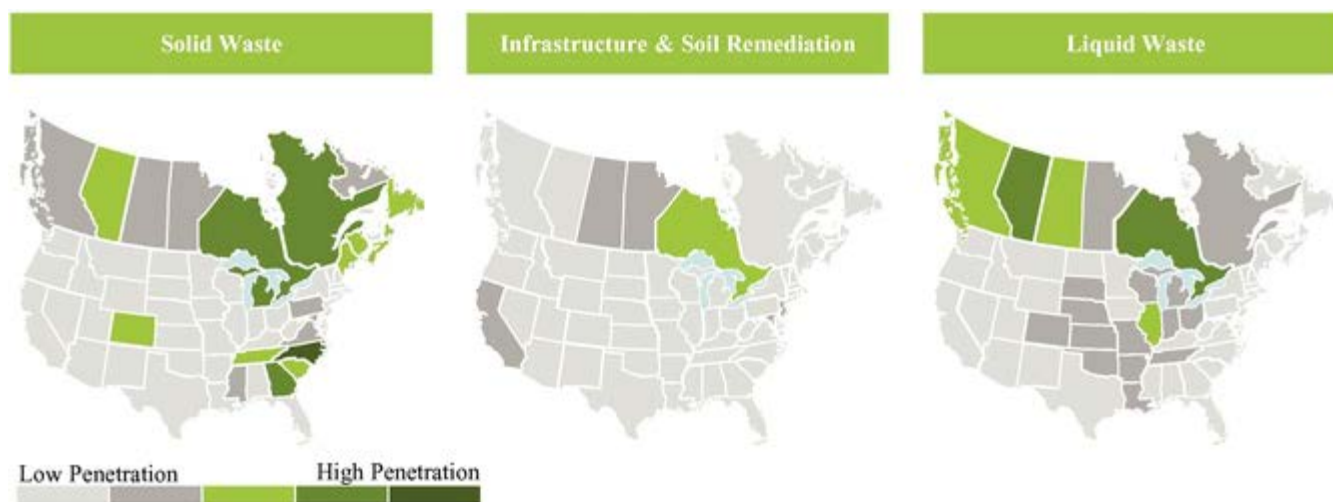 Solid Waste
Infrastructure & Soil Remediation
Liquid Waste
Low Penetration
High Penetration